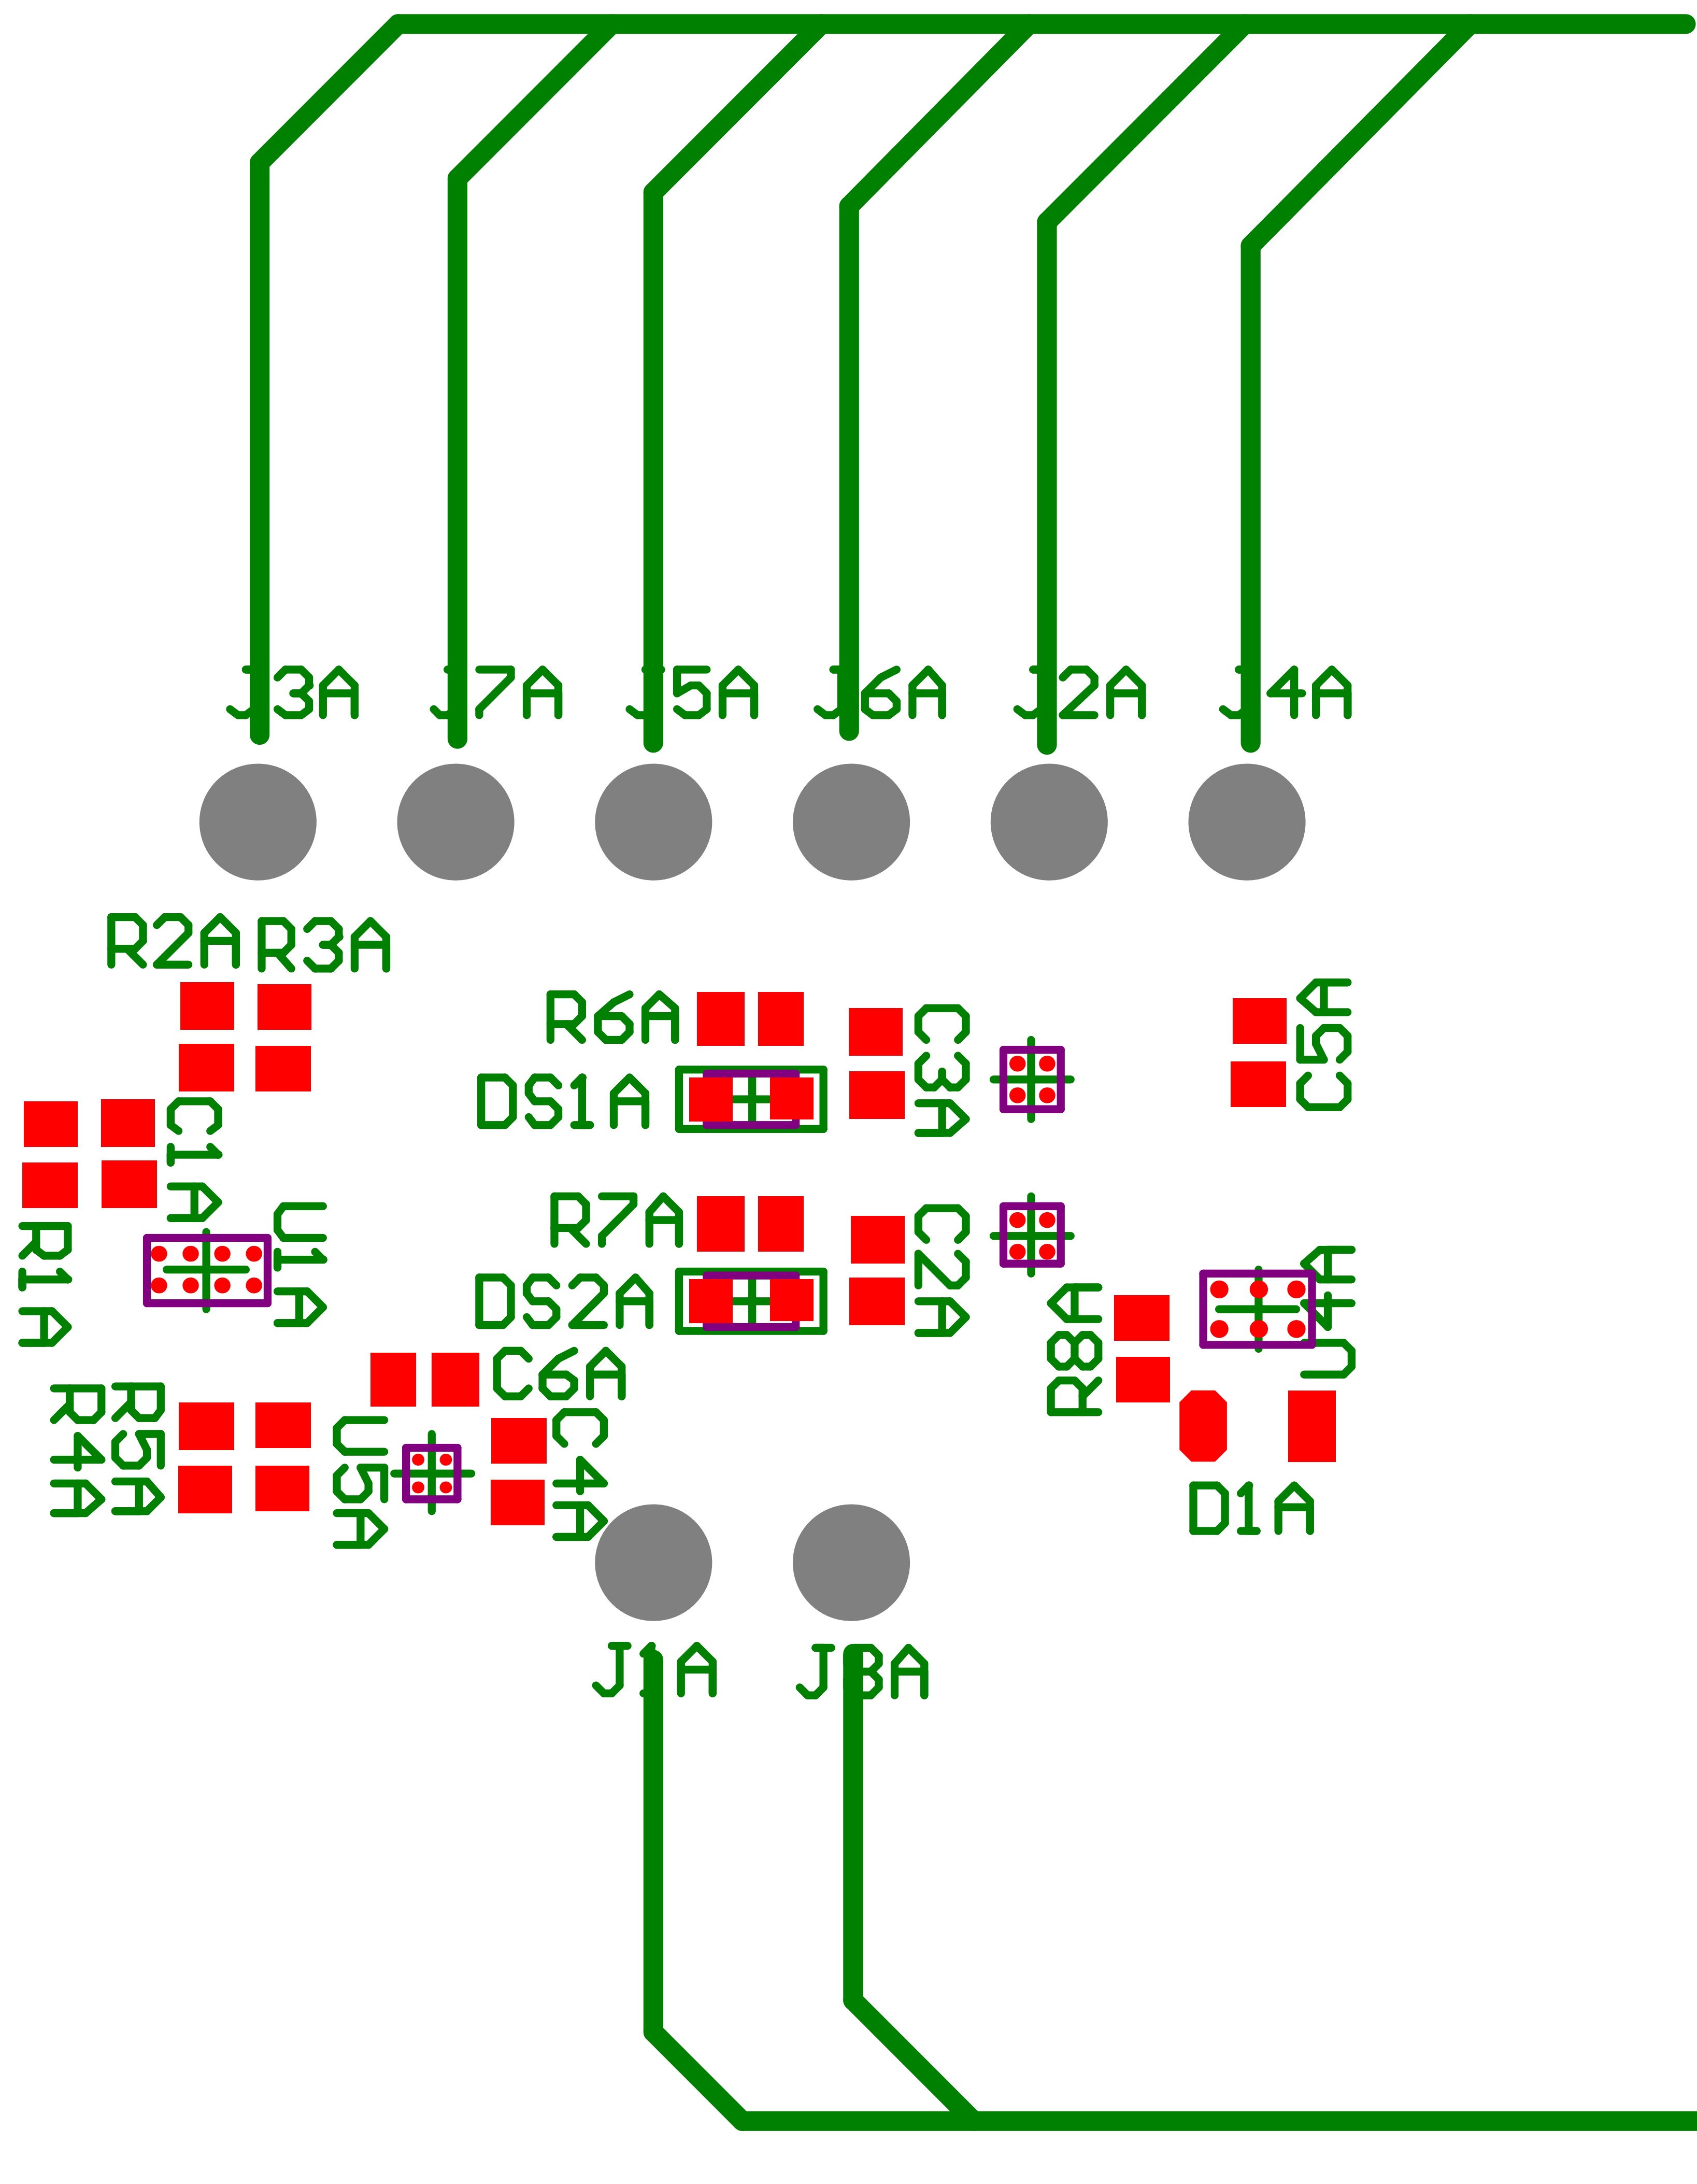 J3A J7A J5A J6A J2A J4A
R2A R3A
R6A
C3A
C5A
DS1A
C1A
R7A
C2A
U1A
R1A
DS2A
U4A
R8A
C6A
R4A
R5A
U5A
C4A
D1A
J1A J8A